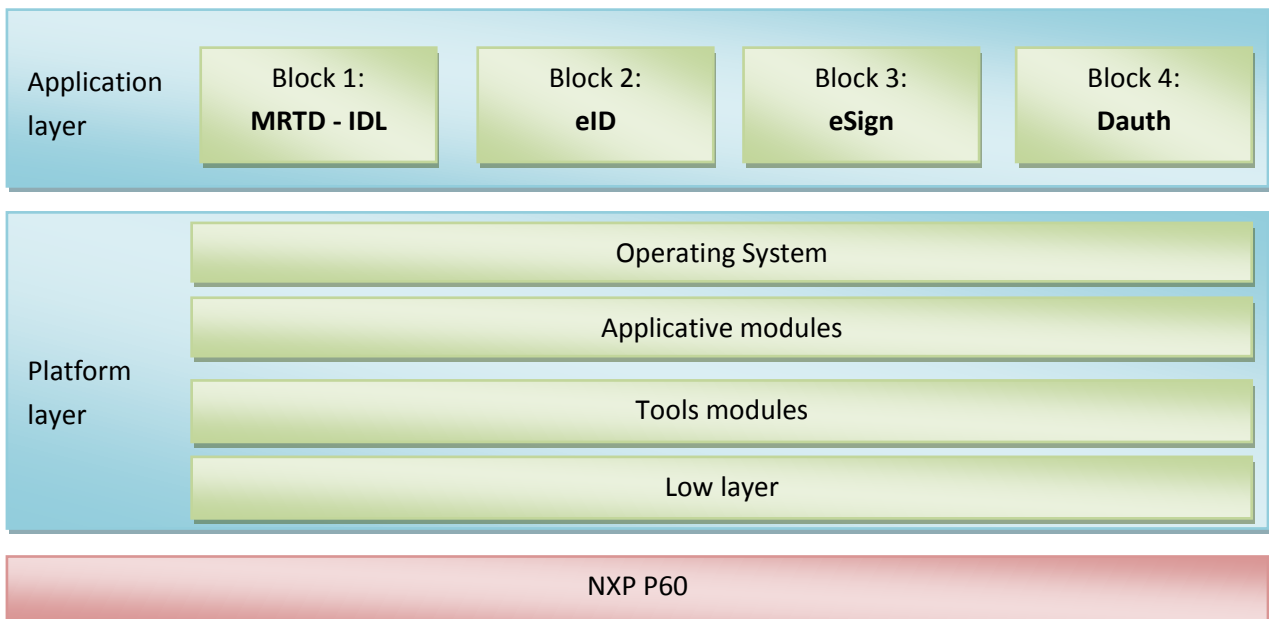 Application
layer
Block 1:
MRTD - IDL
Block 2:
eID
Block 3:
eSign
Block 4:
Dauth
Platform
layer
Operating System
Applicative modules
Tools modules
Low layer
NXP P60